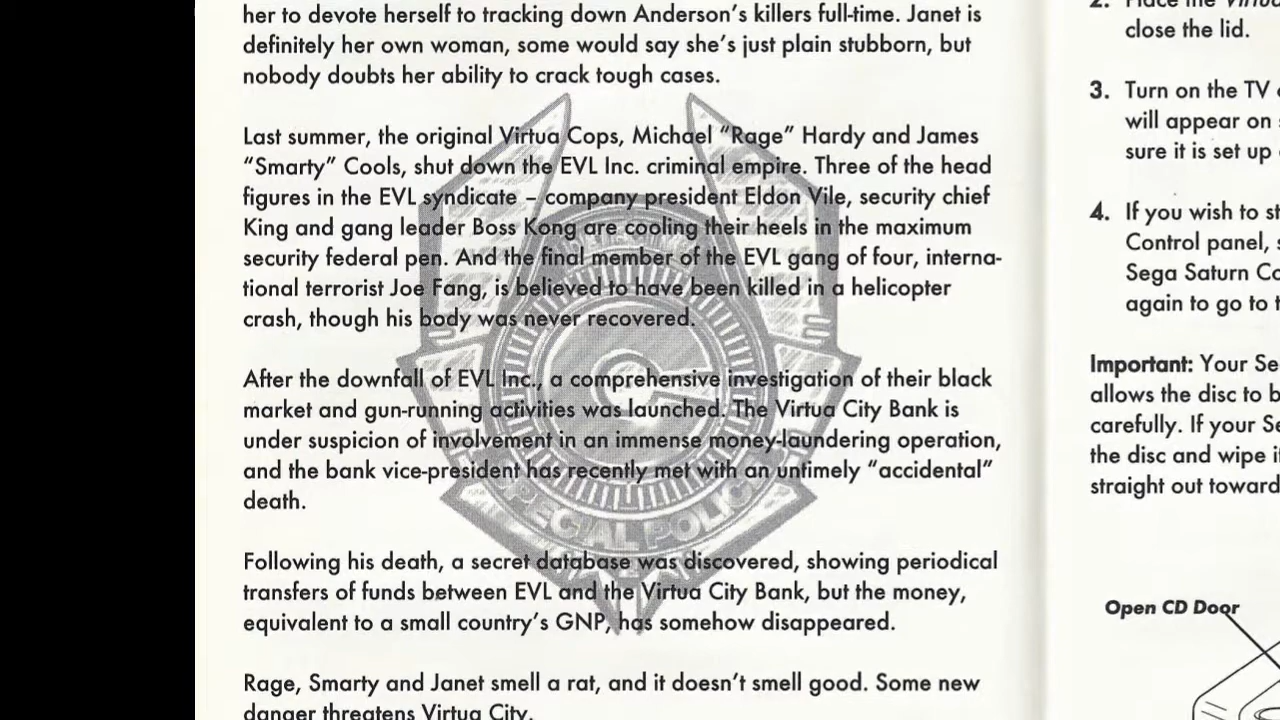 her to devote herself to tracking down Anderson's killers full-time. Janet is
definitely her own woman, some would say she's just plain stubborn, but
nobody doubts her ability to crack tough cases.
Last summer, the original Virtua Cops, Michael “Rage” Hardy and James
“Smarty” Cools, shut down the EVL Inc. criminal empire. Three of the head
figures in the EVL syndicate – company president Eldon Vile, security chief
King and gang leader Boss Kong are cooling their heels in the maximum
security federal pen. And the final member of the EVL gang of four, interna-
tional terrorist Joe Fang, is believed to have been killed in a helicopter
crash, though his body was never recovered.
After the downfall of EVL Inc., a comprehensive investigation of their black
market and gun-running activities was launched. The Virtua City Bank is
under suspicion of involvement in an immense money-laundering operation,
and the bank vice-president has recently met with an untimely “accidental”
death.
Following his death, a secret database was discovered, showing periodical
transfers of funds between EVL and the Virtua City Bank, but the money,
equivalent to a small country's GNP, has somehow disappeared.
Rage, Smarty and Janet smell a rat, and it doesn't smell good. Some new
danger threatens Virtua City.
SPECIAL POLICE
2. Place the
close the lid.
3. Turn on the TV
will appear on
sure it is set up
4. If you wish to
Control panel,
Sega Saturn
again to go to
Important: Your
allows the disc to
carefully. If your
the disc and wipe
straight out
Open CD Door